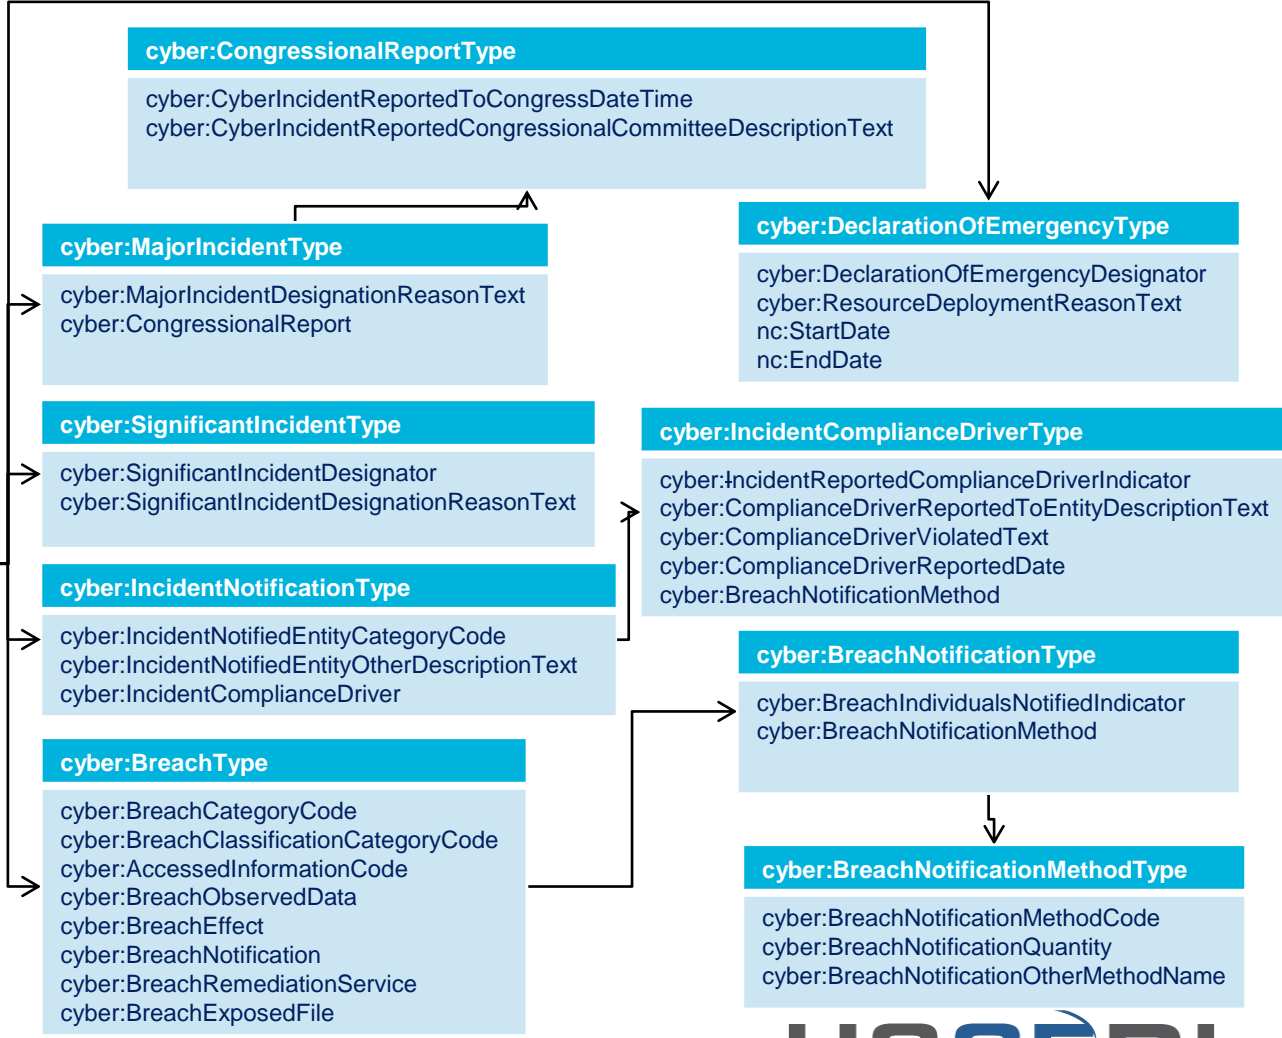 cyber:CongressionalReportType
cyber:CyberIncidentReportedToCongressDateTime
cyber:CyberIncidentReportedCongressionalCommitteeDescriptionText
cyber:MajorIncidentType
cyber:MajorIncidentDesignationReasonText
cyber:CongressionalReport
cyber:DeclarationOfEmergencyType
cyber:DeclarationOfEmergencyDesignator
cyber:ResourceDeploymentReasonText
nc:StartDate
nc:EndDate
cyber:SignificantIncidentType
cyber:SignificantIncidentDesignator
cyber:SignificantIncidentDesignationReasonText
cyber:IncidentComplianceDriverType
cyber:IncidentReportedComplianceDriverIndicator
cyber:ComplianceDriverReportedToEntityDescriptionText
cyber:ComplianceDriverViolatedText
cyber:ComplianceDriverReportedDate
cyber:BreachNotificationMethod
cyber:IncidentNotificationType
cyber:IncidentNotifiedEntityCategoryCode
cyber:IncidentNotifiedEntityOtherDescriptionText
cyber:IncidentComplianceDriver
cyber:BreachNotificationType
cyber:BreachIndividualsNotifiedIndicator
cyber:BreachNotificationMethod
cyber:BreachType
cyber:BreachCategoryCode
cyber:BreachClassificationCategoryCode
cyber:AccessedInformationCode
cyber:BreachObservedData
cyber:BreachEffect
cyber:BreachNotification
cyber:BreachRemediationService
cyber:BreachExposedFile
cyber:BreachNotificationMethodType
cyber:BreachNotificationMethodCode
cyber:BreachNotificationQuantity
cyber:BreachNotificationOtherMethodName